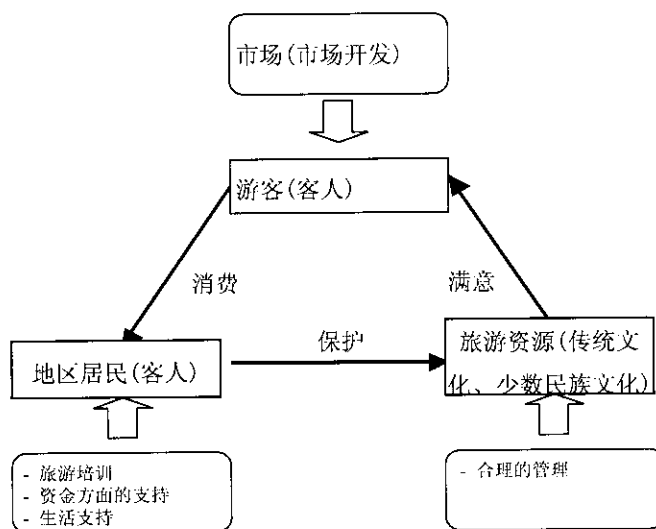 市场(市场开发)
游客(客人)
消费
满意
保护
地区居民(客人)
旅游资源(传统文
化、少数民族文化)
- 旅游培训
- 资金方面的支持
- 生活支持
- 合理的管理